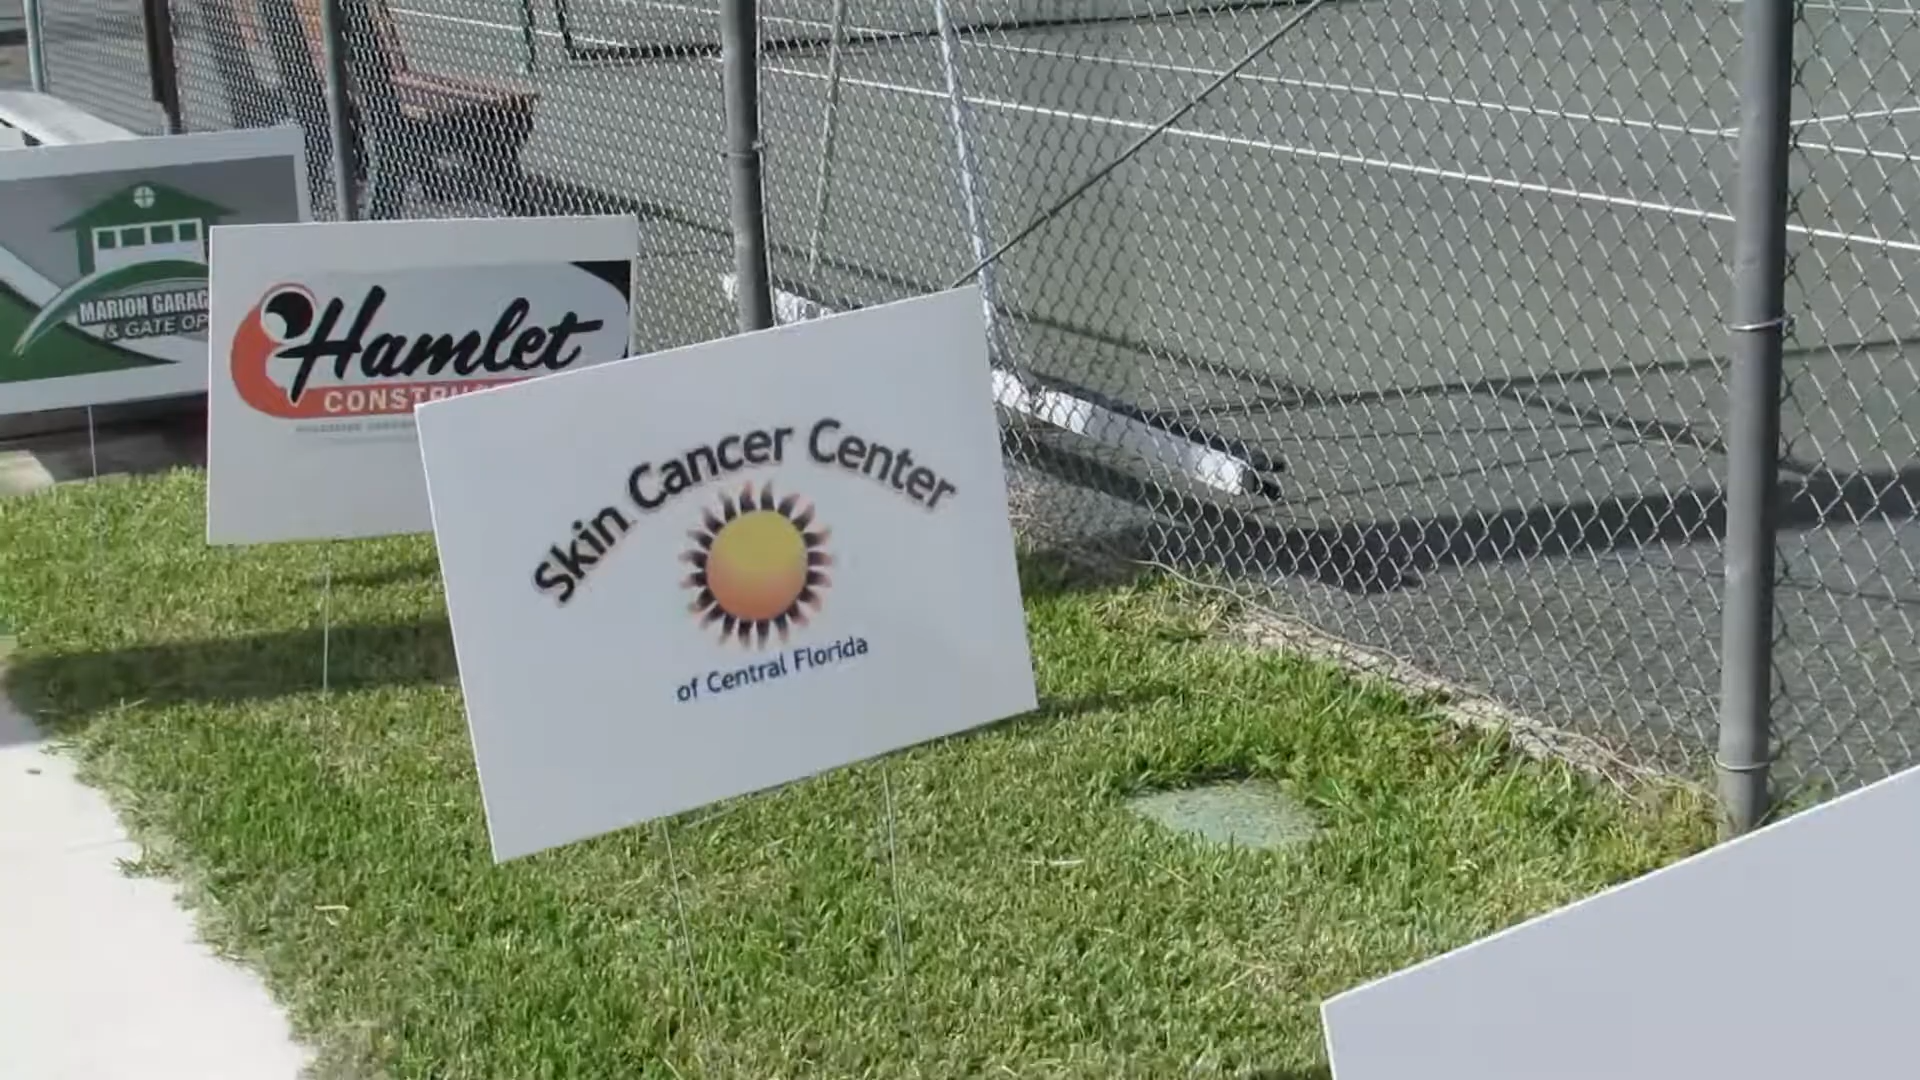 MARION GARAG
& GATE OP
Hamlet
CONSTRU
Skin Cancer Center
of Central Florida